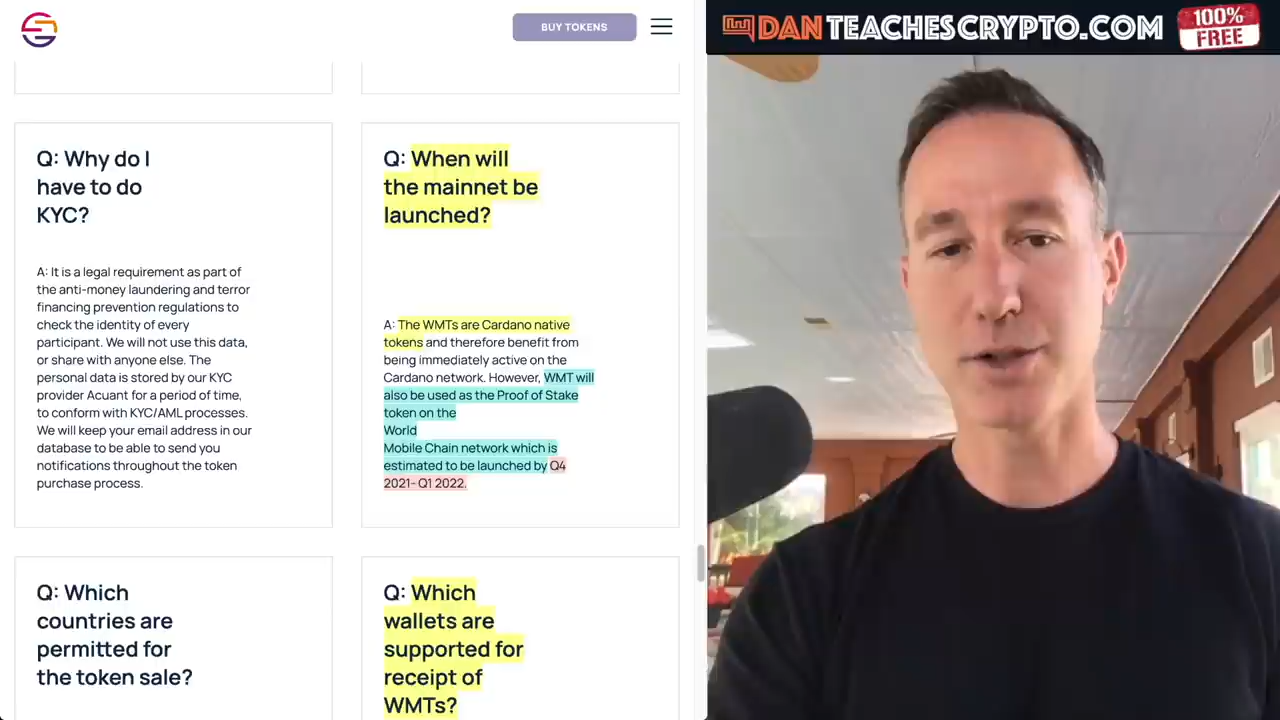 BUY TOKENS
DANTEACHESCRYPTO.COM
100%
FREE
Q: Why do I
have to do
KYC?
A: It is a legal requirement as part of
the anti-money laundering and terror
financing prevention regulations to
check the identity of every
participant. We will not use this data,
or share with anyone else. The
personal data is stored by our KYC
provider Acuant for a period of time,
to conform with KYC/AML processes.
We will keep your email address in our
database to be able to send you
notifications throughout the token
purchase process.
Q: When will
the mainnet be
launched?
A: The WMTs are Cardano native
tokens and therefore benefit from
being immediately active on the
Cardano network. However, WMT will
also be used as the Proof of Stake
token on the
World
Mobile Chain network which is
estimated to be launched by Q4
2021- Q1 2022.
Q: Which
countries are
permitted for
the token sale?
Q: Which
wallets are
supported for
receipt of
WMTs?